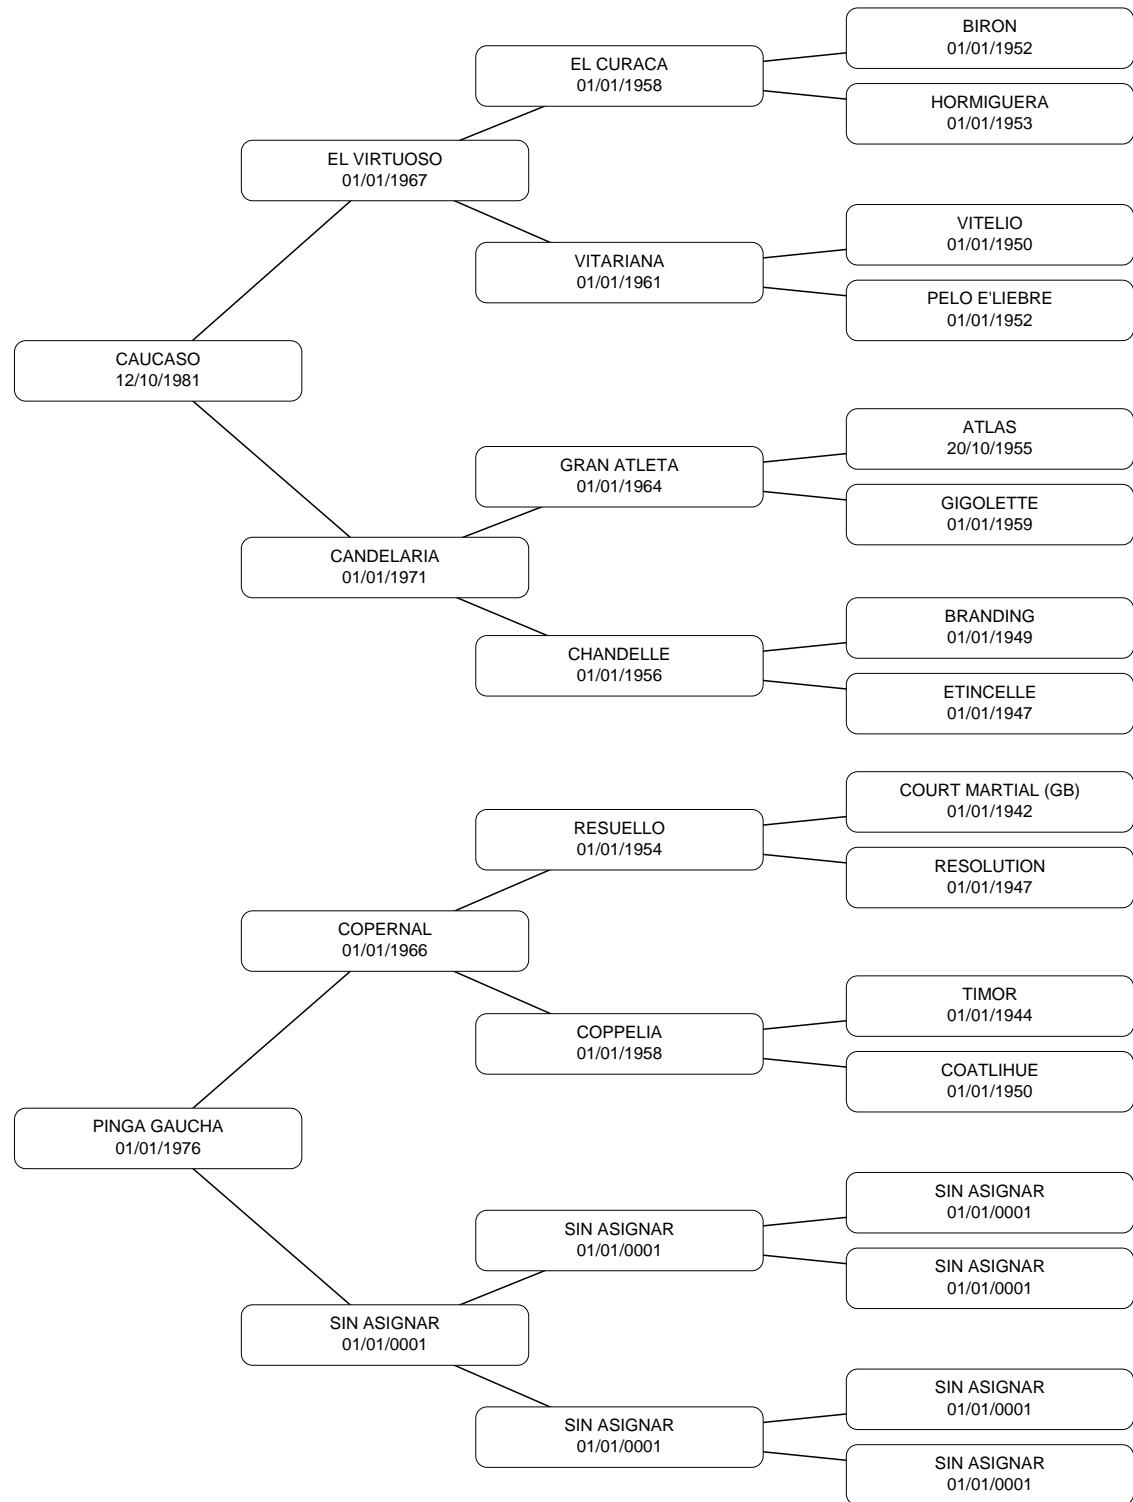 BIRON
01/01/1952
EL CURACA
01/01/1958
HORMIGUERA
01/01/1953
EL VIRTUOSO
01/01/1967
VITELIO
01/01/1950
VITARIANA
01/01/1961
PELO E'LIEBRE
01/01/1952
CAUCASO
12/10/1981
ATLAS
20/10/1955
GRAN ATLETA
01/01/1964
GIGOLETTE
01/01/1959
CANDELARIA
01/01/1971
BRANDING
01/01/1949
CHANDELLE
01/01/1956
ETINCELLE
01/01/1947
COURT MARTIAL (GB)
01/01/1942
RESUELLO
01/01/1954
RESOLUTION
01/01/1947
COPERNAL
01/01/1966
TIMOR
01/01/1944
COPPELIA
01/01/1958
COATLIHUE
01/01/1950
PINGA GAUCHA
01/01/1976
SIN ASIGNAR
01/01/0001
SIN ASIGNAR
01/01/0001
SIN ASIGNAR
01/01/0001
SIN ASIGNAR
01/01/0001
SIN ASIGNAR
01/01/0001
SIN ASIGNAR
01/01/0001
SIN ASIGNAR
01/01/0001